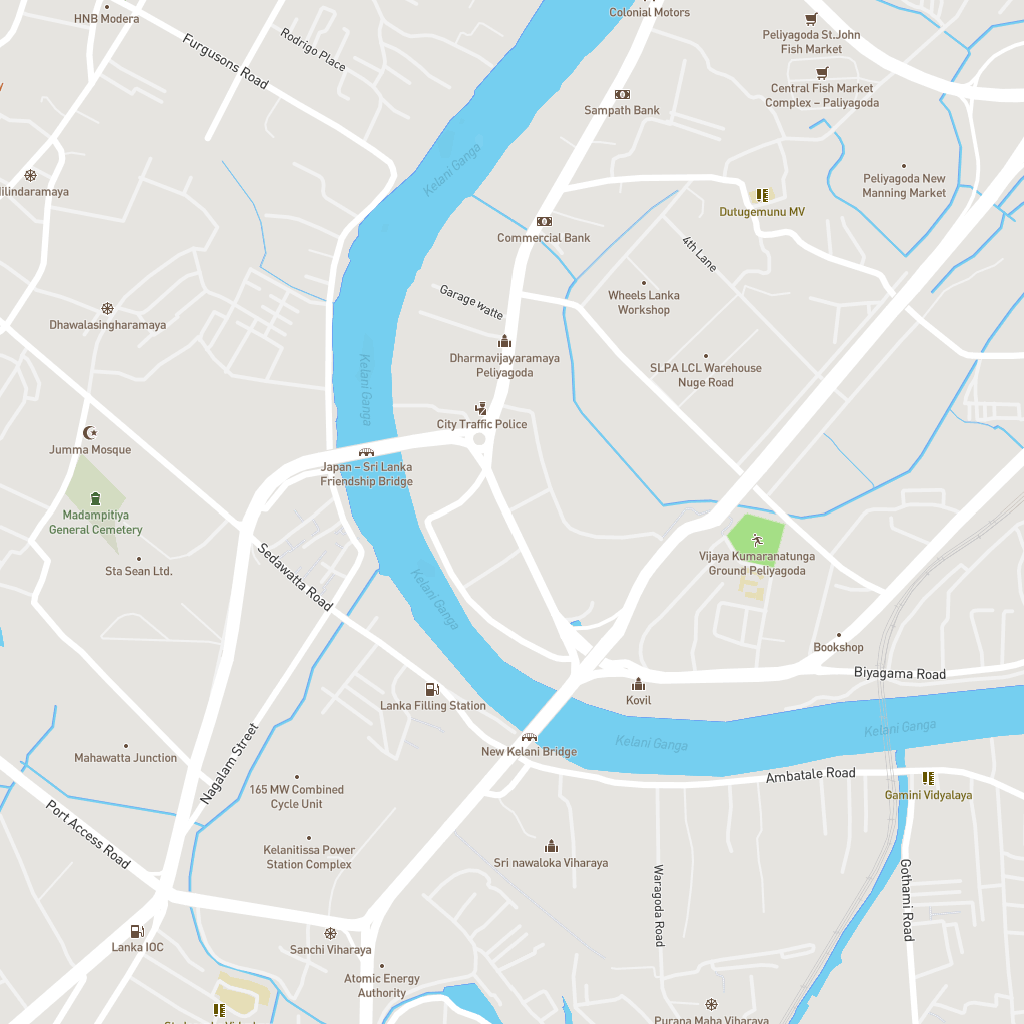 HNB Modera
Colonial Motors
Rodrigo Place
Furgusons Road
Peliyagoda St.John
Fish Market
Central Fish Market
Complex – Paliyagoda
Sampath Bank
Kelani Ganga
Peliyagoda New
Manning Market
Dutugemunu MV
Commercial Bank
4th Lane
Garage watte
Wheels Lanka
Workshop
Dhawalasingharamaya
Dharmavijayaramaya
Peliyagoda
SLPA LCL Warehouse
Nuge Road
Kelani Ganga
City Traffic Police
Jumma Mosque
Japan – Sri Lanka
Friendship Bridge
Madampitiya
General Cemetery
Sta Sean Ltd.
Sedawatta Road
Vijaya Kumaranatunga
Ground Peliyagoda
Kelani Ganga
Bookshop
Biyagama Road
Kovil
Lanka Filling Station
Kelani Ganga
Kelani Ganga
New Kelani Bridge
Mahawatta Junction
Nagalam Street
Ambatale Road
Gamini Vidyalaya
165 MW Combined
Cycle Unit
Port Access Road
Kelanitissa Power
Station Complex
Sri nawaloka Viharaya
Waragoda Road
Gothami Road
Lanka IOC
Sanchi Viharaya
Atomic Energy
Authority
Purana Maha Viharaya